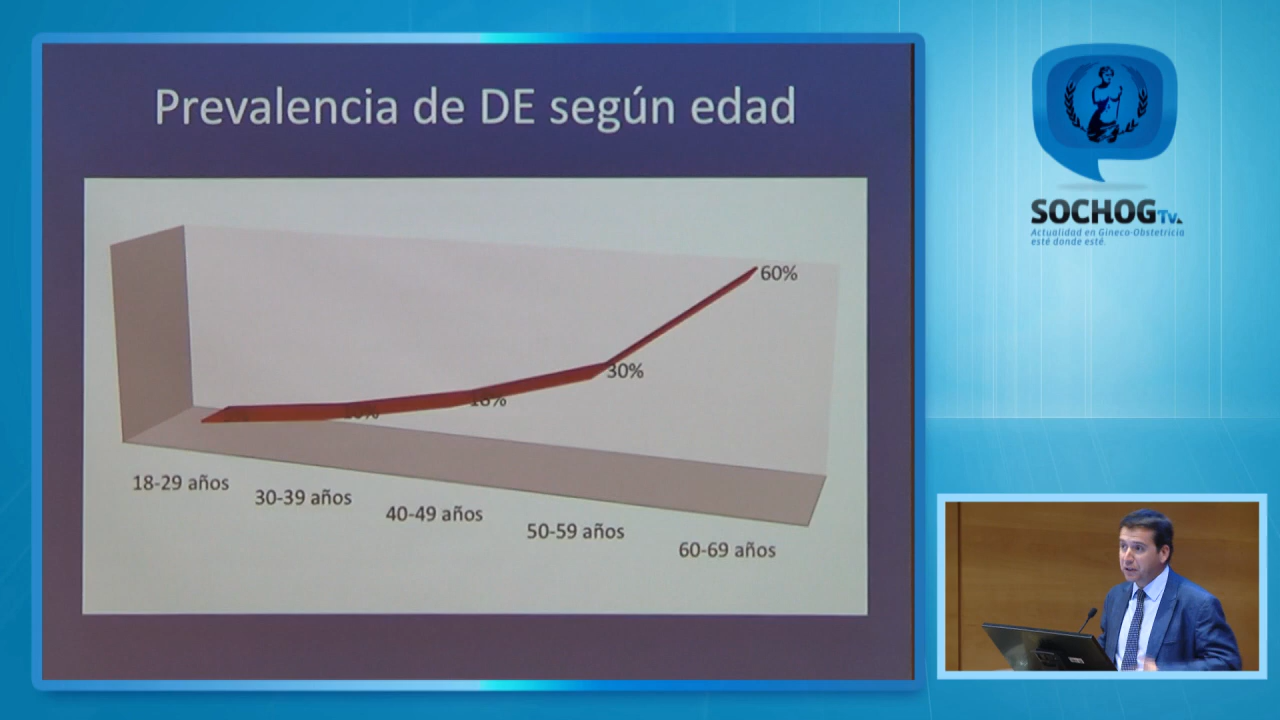 Prevalencia de DE según edad
60%
30%
18-29 años
30-39 años
40-49 años
50-59 años
60-69 años
SOCHOG Tv.
Actualidad en Gineco-Obstetricia
esté donde esté.